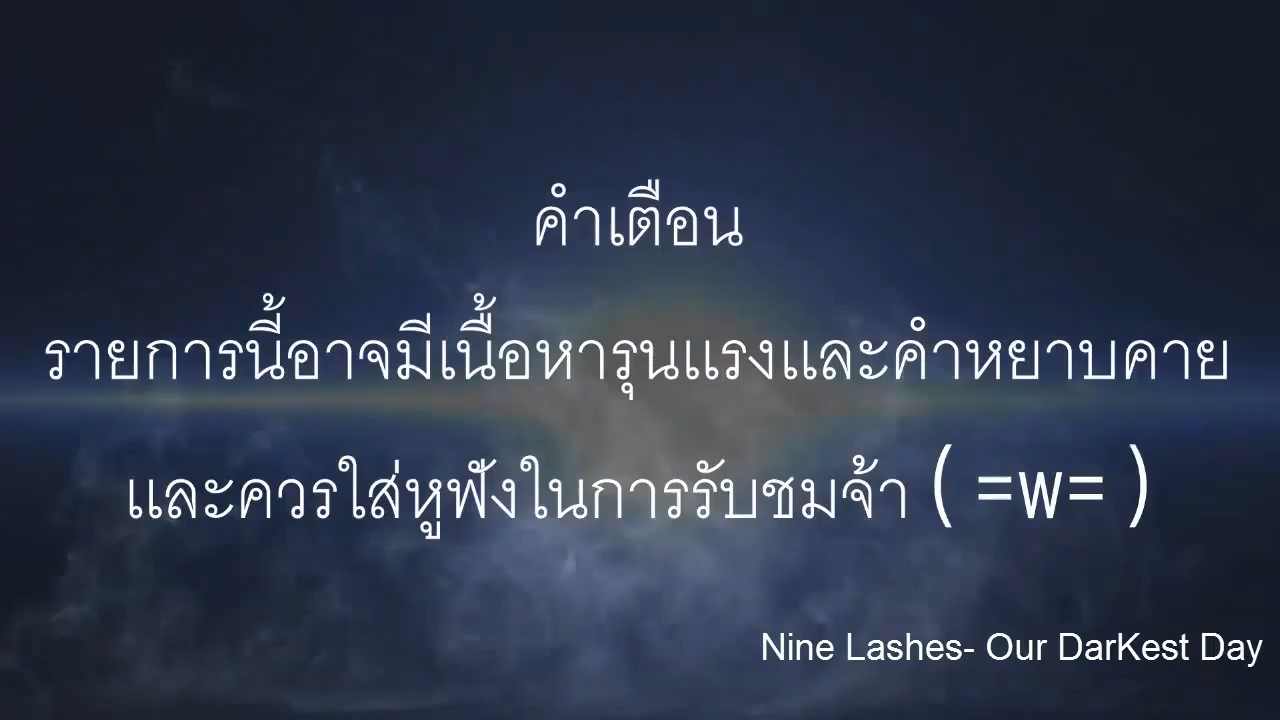 คำเตือน
รายการนี้อาจมีเนื้อหารุนแรงและคำหยาบคาย
และควรใส่หูฟังในการรับชมจ้า ( =w= )
Nine Lashes- Our DarKest Day